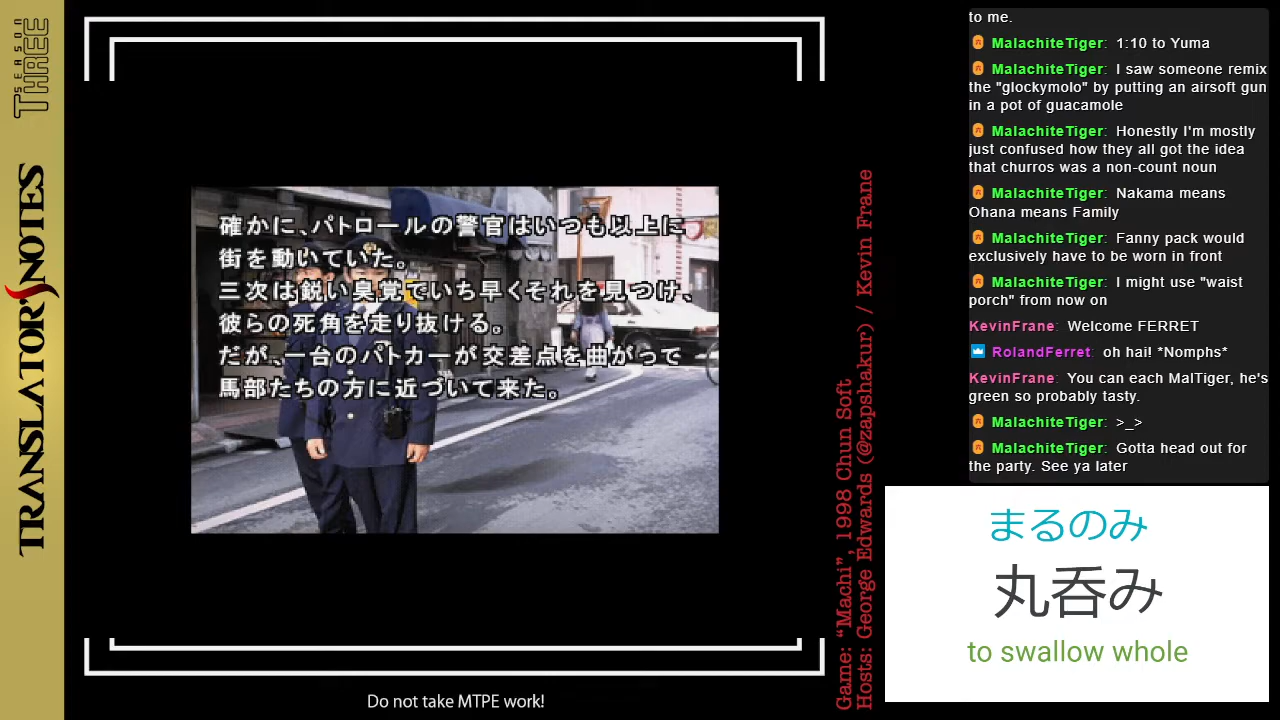 SEASON
THREE
TRANSLATOR'S NOTES
確かに、パトロールの警官はいつも以上に
街を動いていた。
三次は鋭い臭覚でいち早くそれを見つけ、
彼らの死角を走り抜ける。
だが、一台のパトカーが交差点を曲がって
馬部たちの方に近づいて来た。
Do not take MTPE work!
Game: “Machi”, 1998 Chun Soft
Hosts: George Edwards (@zapshakur) / Kevin Frane
to me.
MalachiteTiger: 1:10 to Yuma
MalachiteTiger: I saw someone remix
the "glockymolo" by putting an airsoft gun
in a pot of guacamole
MalachiteTiger: Honestly I'm mostly
just confused how they all got the idea
that churros was a non-count noun
MalachiteTiger: Nakama means
Ohana means Family
MalachiteTiger: Fanny pack would
exclusively have to be worn in front
MalachiteTiger: I might use "waist
porch" from now on
KevinFrane: Welcome FERRET
RolandFerret: oh hai! *Nomphs*
KevinFrane: You can each MalTiger, he's
green so probably tasty.
MalachiteTiger: >_>
MalachiteTiger: Gotta head out for
the party. See ya later
まるのみ
丸呑み
to swallow whole